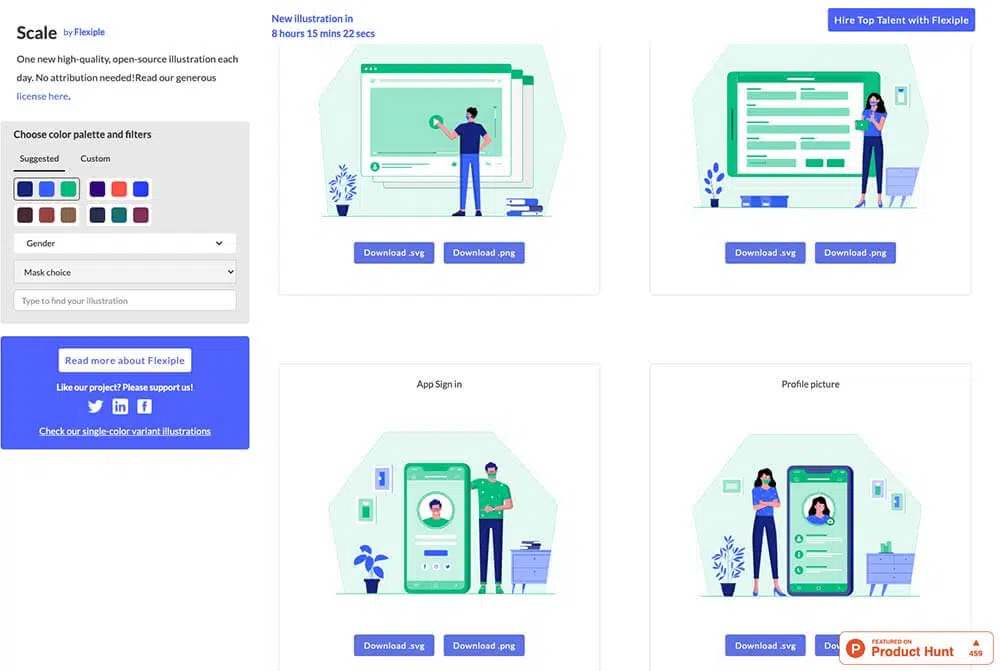 Scale by Flexiple
One new high-quality, open-source illustration each
day. No attribution needed!Read our generous
license here.
Choose color palette and filters
Suggested Custom
Gender
Mask choice
Type to find your illustration
Read more about Flexiple
Like our project? Please support us!
Check our single-color variant illustrations
New illustration in
8 hours 15 mins 22 secs
Hire Top Talent with Flexiple
Download .svg Download .png
Download .svg Download .png
App Sign in
Download .svg Download .png
Profile picture
Download .svg Dow
FEATURED ON
Product Hunt
459